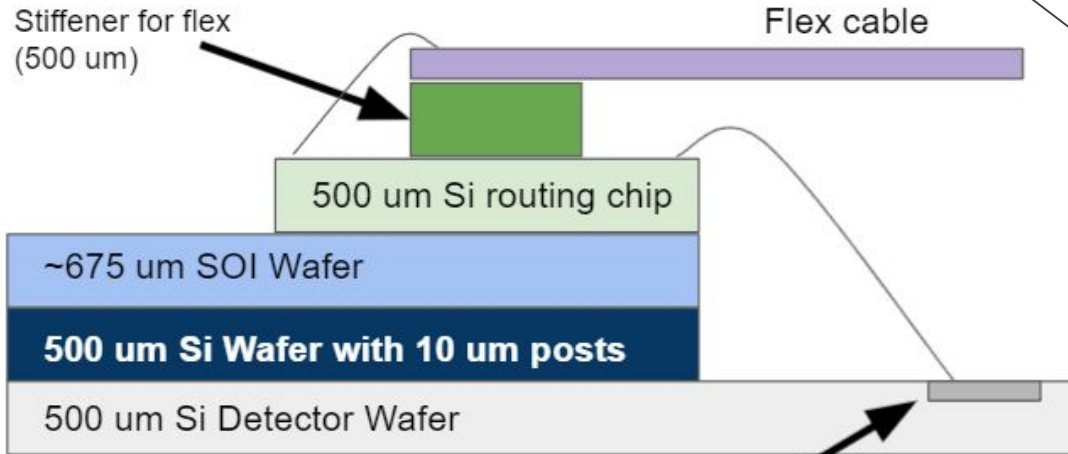 Stiffener for flex
(500 um)
Flex cable
500 um Si routing chip
~675 um SOI Wafer
500 um Si Wafer with 10 um posts
500 um Si Detector Wafer